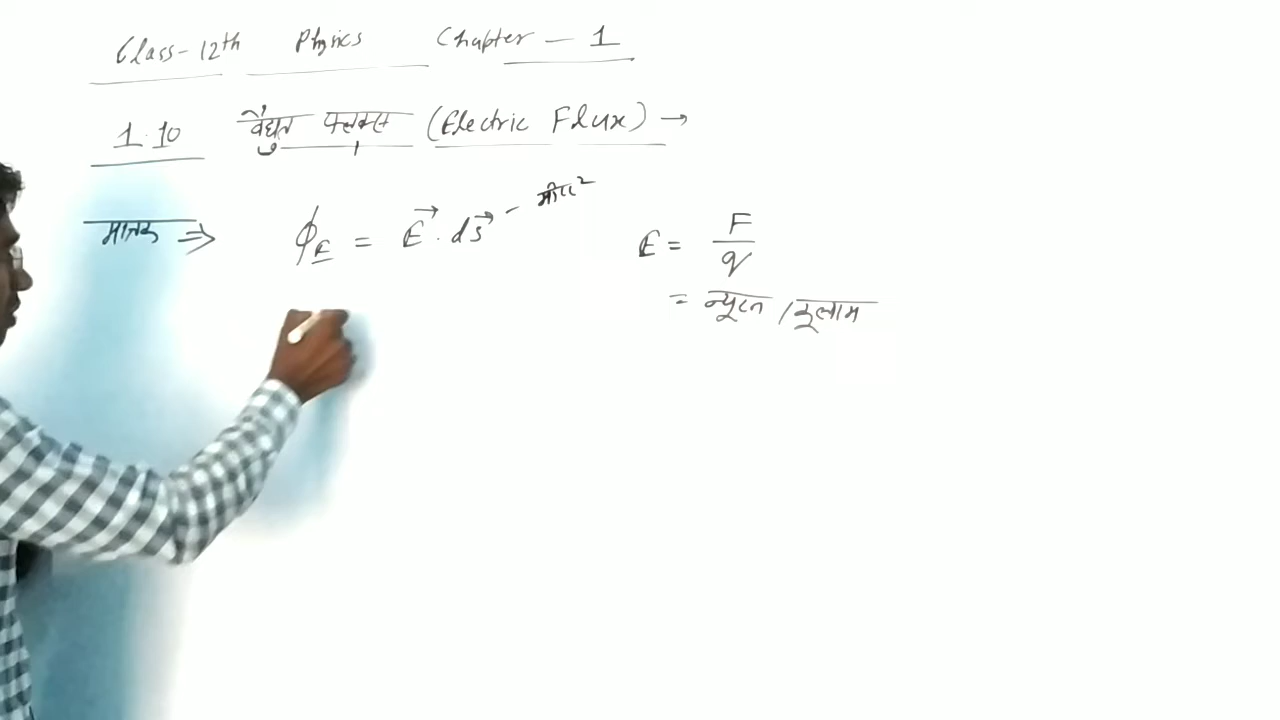 Class-12th Physics Chapter - 1
1.10 वैद्युत फ्लक्स (Electric Flux) →
मात्रक ⇒ ϕ_E = E⃗ . ds⃗ - मीटर²
E = F/q
= न्यूटन / कूलाम